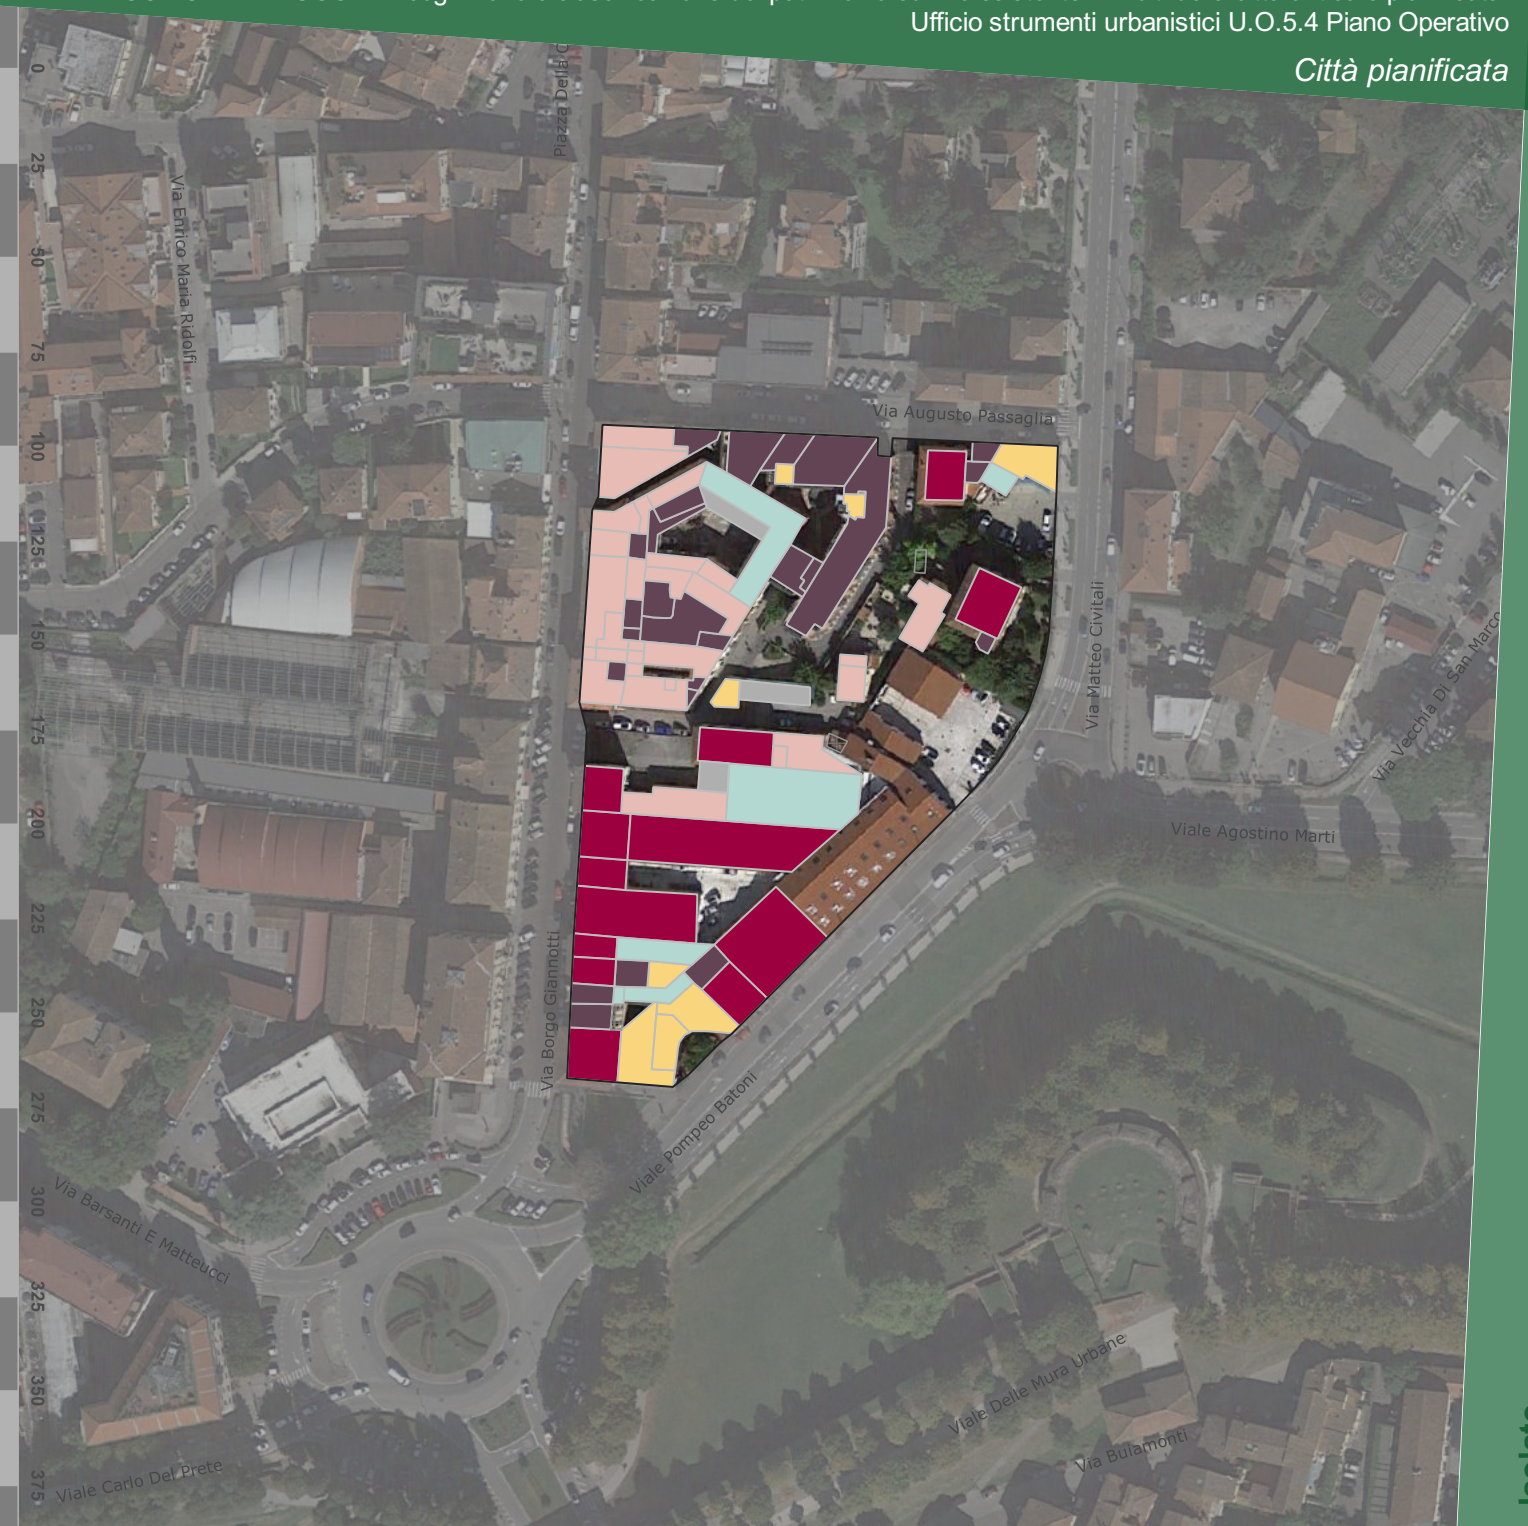 Ufficio strumenti urbanistici U.O.5.4 Piano Operativo
Città pianificata
Piazza Della
0
25
50
75
100
125
150
175
200
225
250
275
300
325
350
375
Via Enrico Maria Ridolfi
Via Augusto Passaglia
Via Matteo Civitali
Via Vecchia Di San Marco
Viale Agostino Marti
Via Borgo Giannotti
Viale Pompeo Batoni
Via Barsanti E Matteucci
Viale Delle Mura Urbane
Via Bulamonti
Viale Carlo Del Prete